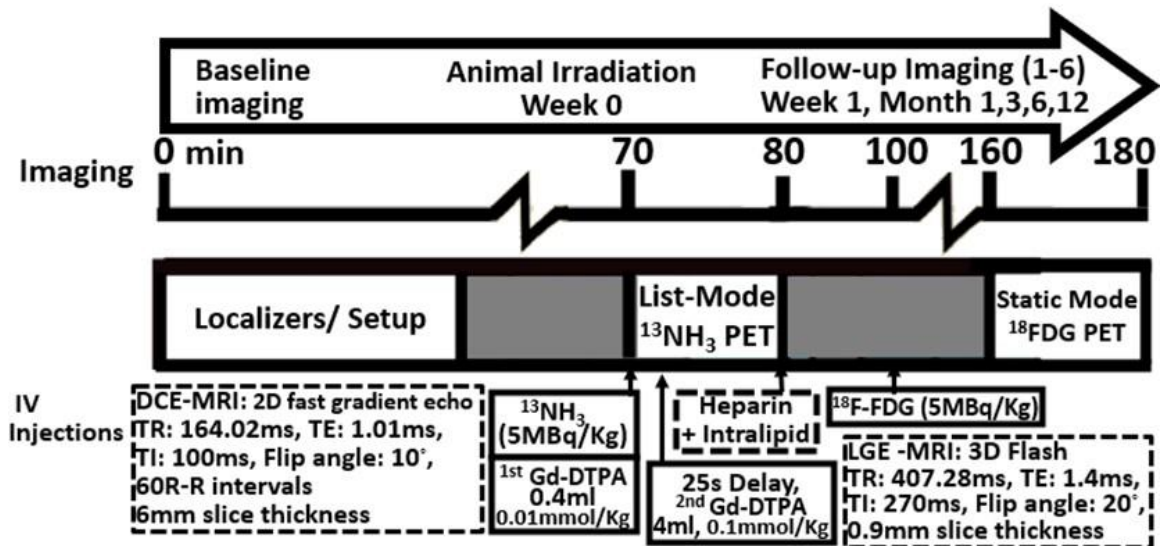 Baseline
imaging
Animal Irradiation
Week 0
Follow-up Imaging (1-6)
Week 1, Month 1,3,6,12
Imaging
0 min
70
80
100
160
180
Localizers/ Setup
List-Mode
¹³NH₃ PET
Static Mode
¹⁸FDG PET
IV
Injections
DCE-MRI: 2D fast gradient echo
TR: 164.02ms, TE: 1.01ms,
TI: 100ms, Flip angle: 10°,
60R-R intervals
6mm slice thickness
¹³NH₃
(5MBq/Kg)
1st Gd-DTPA
0.4ml
0.01mmol/Kg
Heparin
+ Intralipid
25s Delay,
2nd Gd-DTPA
4ml, 0.1mmol/Kg
¹⁸F-FDG (5MBq/Kg)
LGE -MRI: 3D Flash
TR: 407.28ms, TE: 1.4ms,
TI: 270ms, Flip angle: 20°,
0.9mm slice thickness